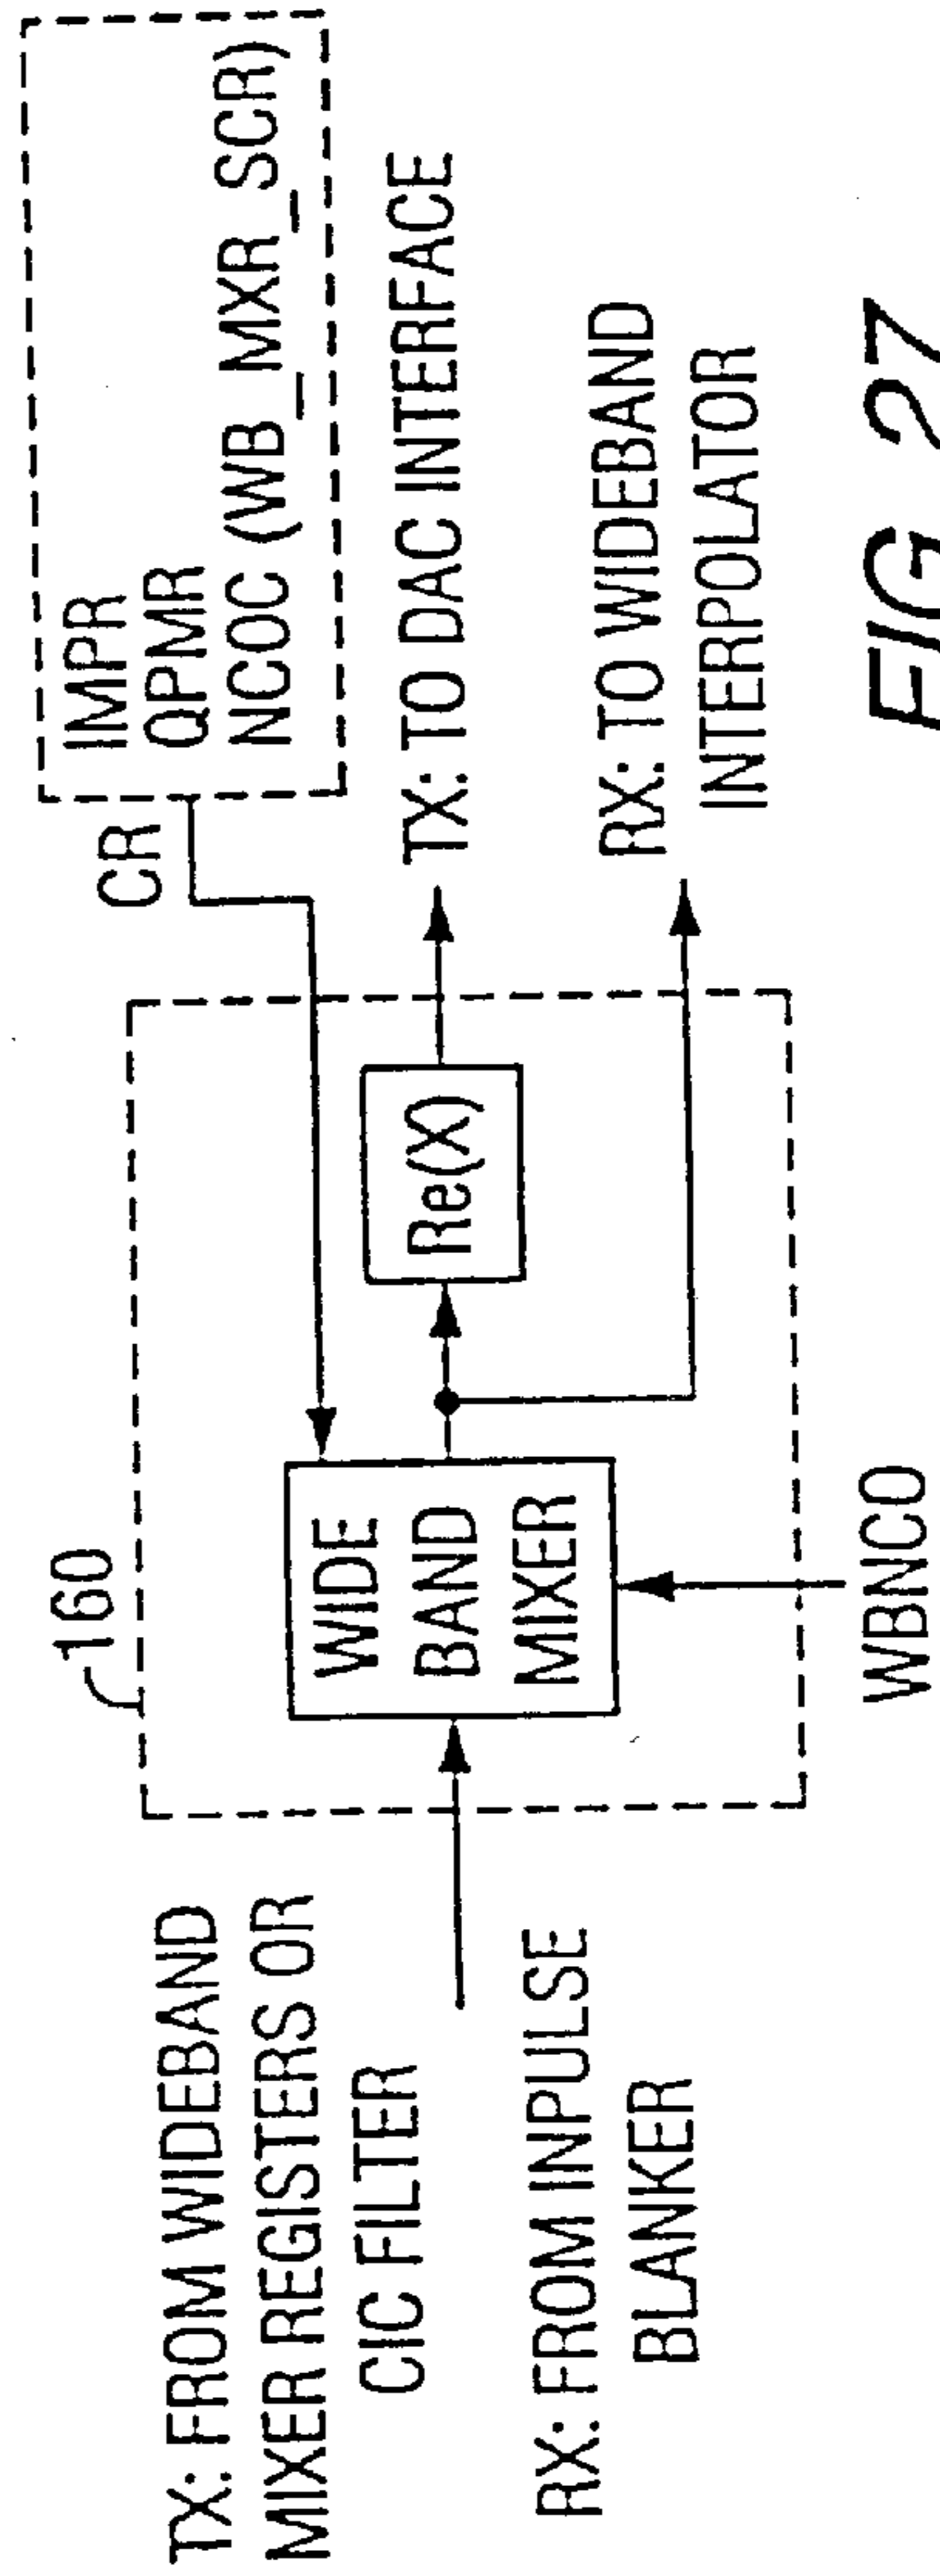 TX: FROM WIDEBAND
MIXER REGISTERS OR
CIC FILTER
RX: FROM INPULSE
BLANKER
160
WIDE
BAND
MIXER
WBNCO
Re(X)
CR
IMPR
QPMR
NCOC (WB_MXR_SCR)
TX: TO DAC INTERFACE
RX: TO WIDEBAND
INTERPOLATOR
FIG 27